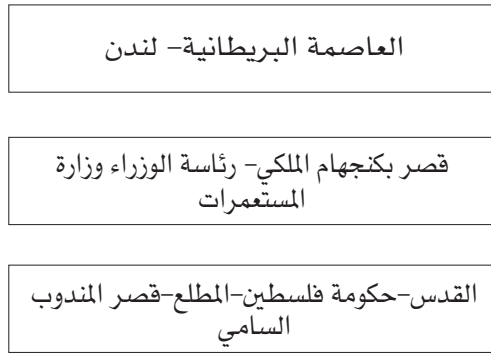 العاصمة البريطانية- لندن
قصر بكنجهام الملكي- رئاسة الوزراء وزارة
المستعمرات
القدس-حكومة فلسطين-المطلع-قصر المندوب
السامي